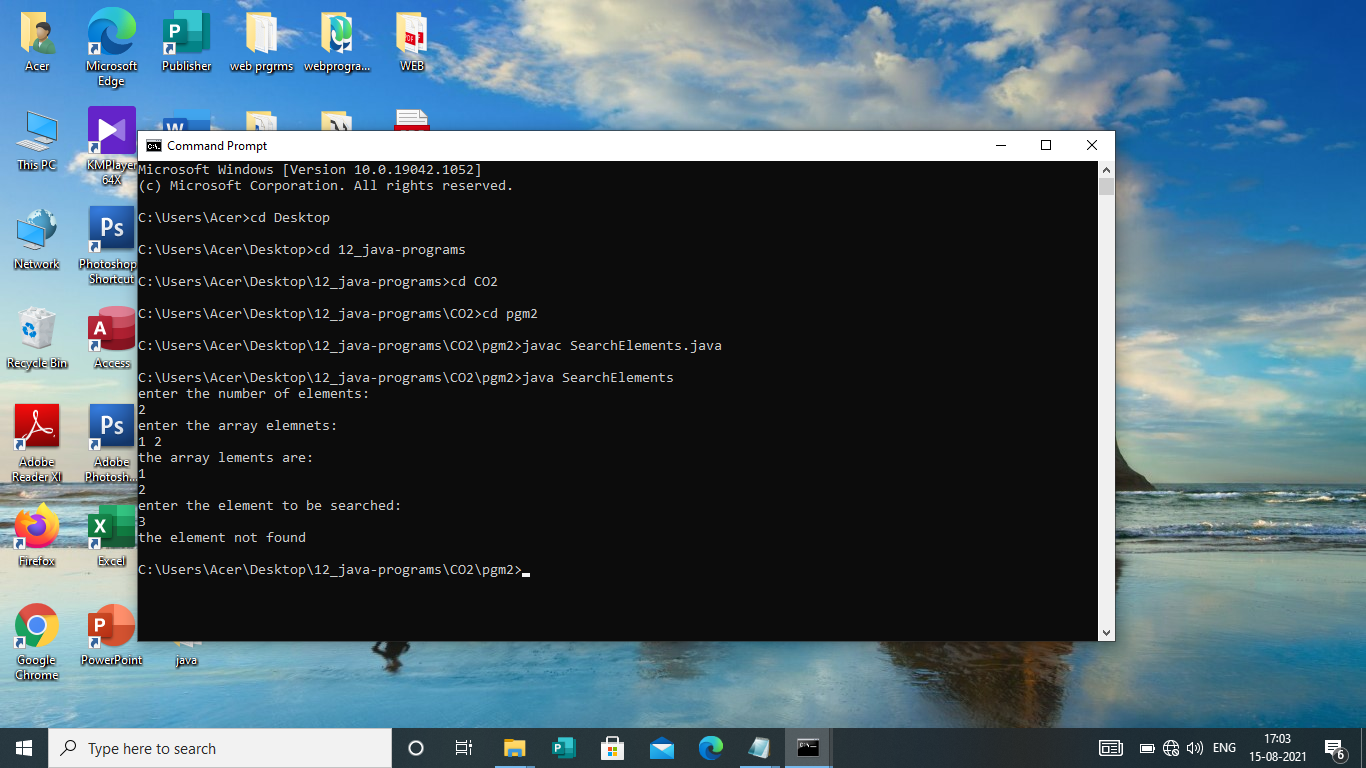 Acer
Microsoft
Edge
Publisher
web prgrms
webprogra...
WEB
This PC
KMPlayer
64X
Network
Photoshop
Shortcut
Recycle Bin
Access
Adobe
Reader XI
Adobe
Photosh...
Firefox
Excel
Google
Chrome
PowerPoint
java
Command Prompt
Microsoft Windows [Version 10.0.19042.1052]
(c) Microsoft Corporation. All rights reserved.
C:\Users\Acer>cd Desktop
C:\Users\Acer\Desktop>cd 12_java-programs
C:\Users\Acer\Desktop\12_java-programs>cd CO2
C:\Users\Acer\Desktop\12_java-programs\CO2>cd pgm2
C:\Users\Acer\Desktop\12_java-programs\CO2\pgm2>javac SearchElements.java
C:\Users\Acer\Desktop\12_java-programs\CO2\pgm2>java SearchElements
enter the number of elements:
2
enter the array elemnets:
1 2
the array lements are:
1
2
enter the element to be searched:
3
the element not found
C:\Users\Acer\Desktop\12_java-programs\CO2\pgm2>
Type here to search
ENG
17:03
15-08-2021
6